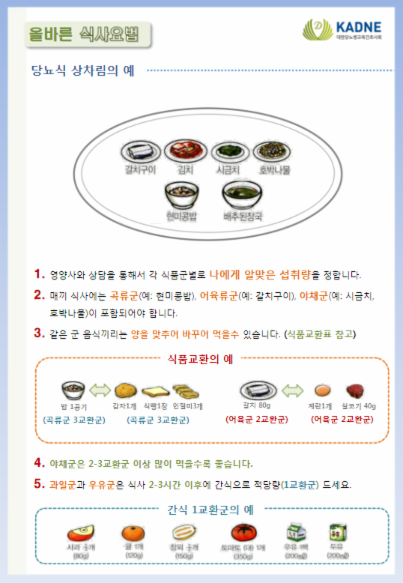 올바른 식사요법
KADNE
대한당뇨병교육간호사회
당뇨식 상차림의 예
갈치구이 김치 시금치 호박나물
현미콩밥 배추된장국
1. 영양사와 상담을 통해서 각 식품군별로 나에게 알맞은 섭취량을 정합니다.
2. 매끼 식사에는 곡류군(예: 현미콩밥), 어육류군(예: 갈치구이), 야채군(예: 시금치,
호박나물)이 포함되어야 합니다.
3. 같은 군 음식끼리는 양을 맞추어 바꾸어 먹을수 있습니다. (식품교환표 참고)
식품교환의 예
밥 1공기 감자1개 식빵1장 인절미3개 갈치 80g 계란1개 쇠고기 40g
(곡류군 3교환군) (곡류군 3교환군) (어육군 2교환군) (어육군 2교환군)
4. 야채군은 2-3교환군 이상 많이 먹을수록 좋습니다.
5. 과일군과 우유군은 식사 2-3시간 이후에 간식으로 적당량(1교환군) 드세요.
간식 1교환군의 예
사과 귤 1개 참외 토마토 1개 우유 1팩 두유
(80g) (120g) (150g) (350g) (200ml) (200ml)